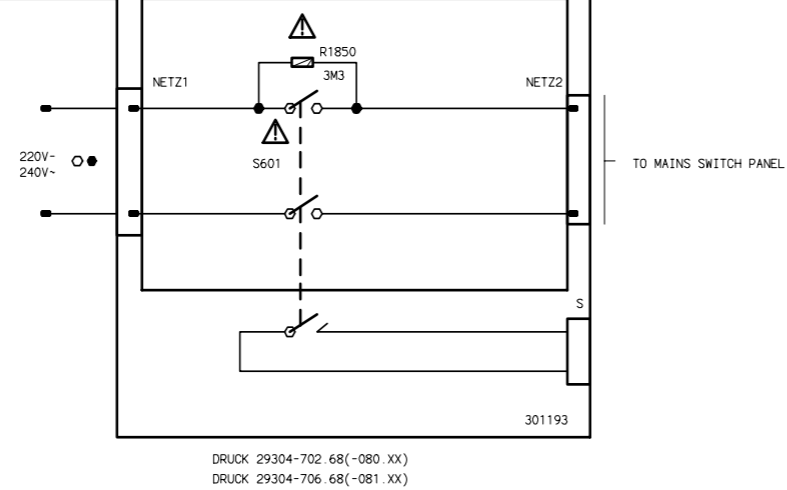 R1850
3M3
NETZ1
NETZ2
220V~
240V~
S601
TO MAINS SWITCH PANEL
S
301193
DRUCK 29304-702.68(-080.XX)
DRUCK 29304-706.68(-081.XX)